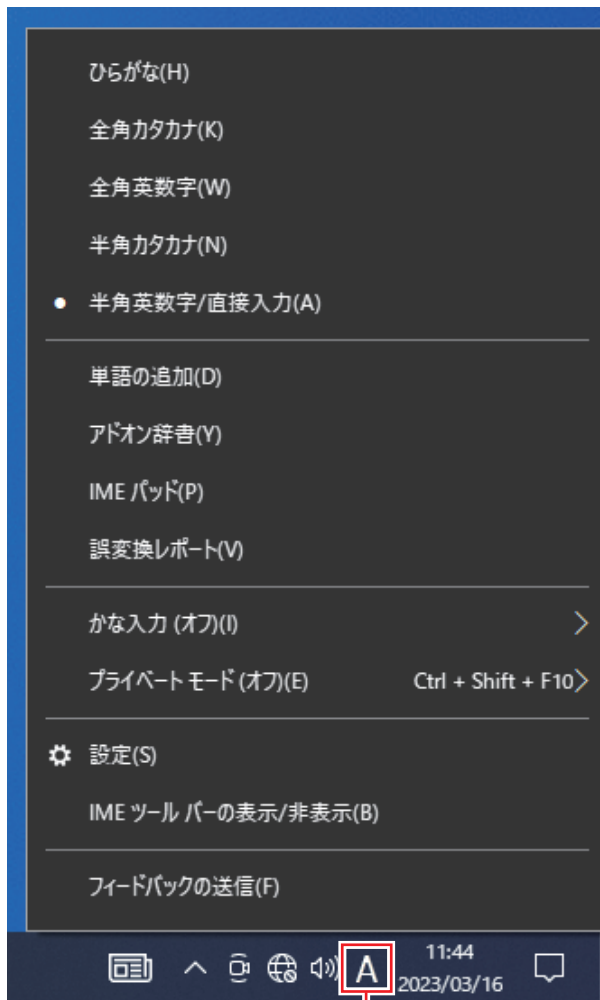 ひらがな(H)
全角カタカナ(K)
全角英数字(W)
半角カタカナ(N)
半角英数字/直接入力(A)
単語の追加(D)
アドオン辞書(Y)
IME パッド(P)
誤変換レポート(V)
かな入力 (オフ)(I)
プライベート モード (オフ)(E) Ctrl + Shift + F10
設定(S)
IME ツール バーの表示/非表示(B)
フィードバックの送信(F)
A
11:44
2023/03/16